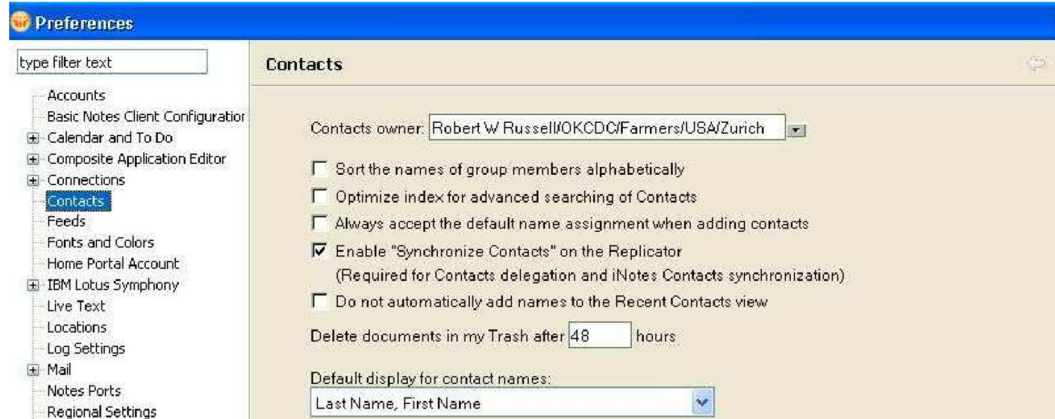 Preferences
type filter text
Contacts
Accounts
Basic Notes Client Configuration
Calendar and To Do
Composite Application Editor
Connections
Contacts
Feeds
Fonts and Colors
Home Portal Account
IBM Lotus Symphony
Live Text
Locations
Log Settings
Mail
Notes Ports
Regional Settings
Contacts owner: Robert W Russell/OKCDC/Farmers/USA/Zurich
Sort the names of group members alphabetically
Optimize index for advanced searching of Contacts
Always accept the default name assignment when adding contacts
Enable "Synchronize Contacts" on the Replicator
(Required for Contacts delegation and iNotes Contacts synchronization)
Do not automatically add names to the Recent Contacts view
Delete documents in my Trash after 48 hours
Default display for contact names:
Last Name, First Name